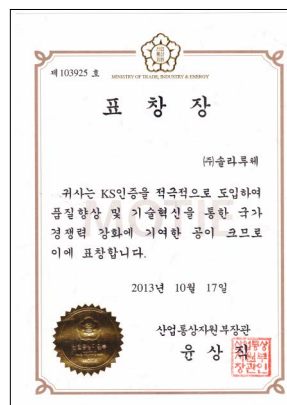 제 103925 호
MINISTRY OF TRADE, INDUSTRY & ENERGY
표 창 장
㈜솔라루체
귀사는 KS인증을 적극적으로 도입하여
품질향상 및 기술혁신을 통한 국가
경쟁력 강화에 기여한 공이 크므로
이에 표창합니다.
MOTIE
2013년 10월 17일
산업통상자원부장관
윤 상 직